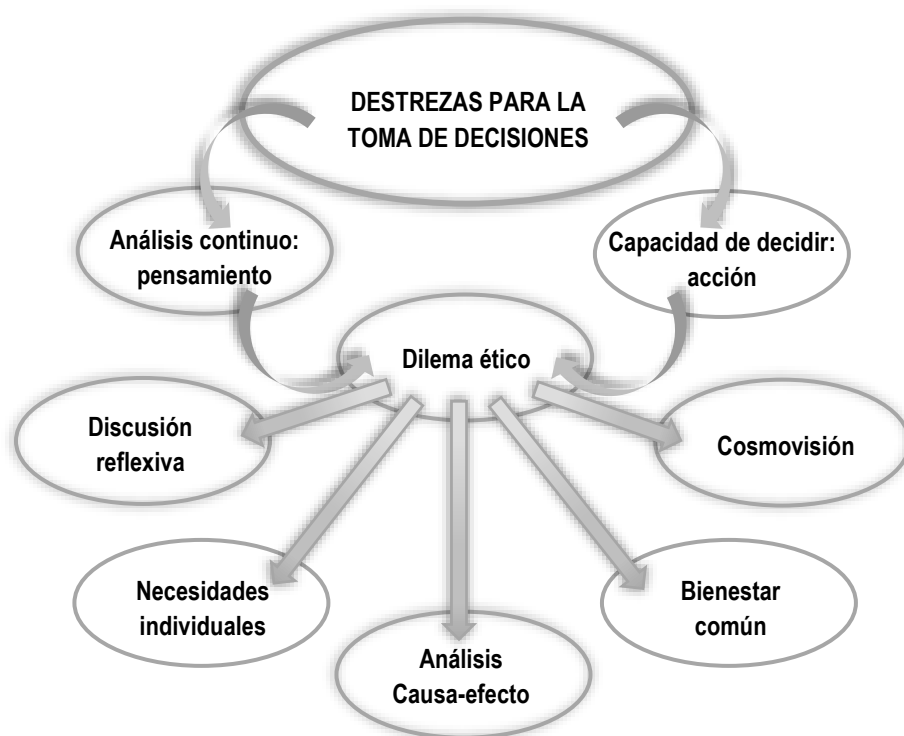 DESTREZAS PARA LA
TOMA DE DECISIONES
Análisis continuo:
pensamiento
Capacidad de decidir:
acción
Dilema ético
Discusión
reflexiva
Cosmovisión
Necesidades
individuales
Bienestar
común
Análisis
Causa-efecto